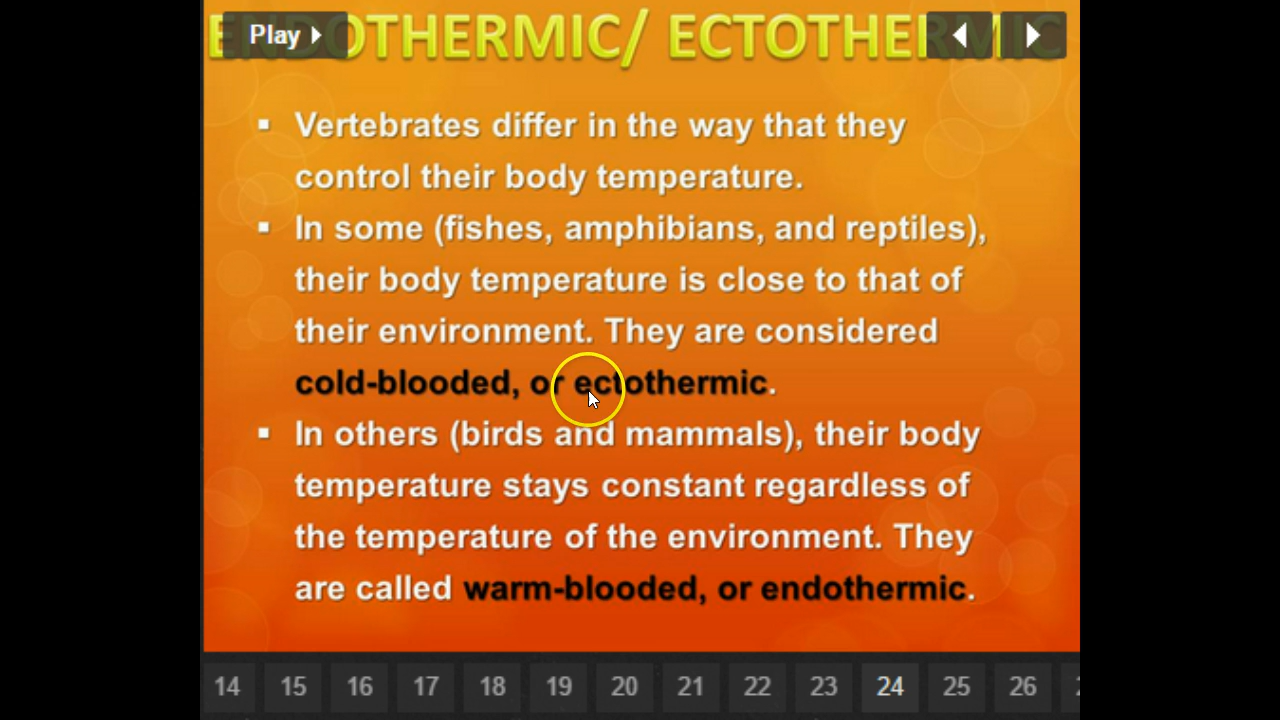 Play
ENDOTHERMIC/ ECTOTHERMIC
▪ Vertebrates differ in the way that they
control their body temperature.
▪ In some (fishes, amphibians, and reptiles),
their body temperature is close to that of
their environment. They are considered
cold-blooded, or ectothermic.
▪ In others (birds and mammals), their body
temperature stays constant regardless of
the temperature of the environment. They
are called warm-blooded, or endothermic.
14 15 16 17 18 19 20 21 22 23 24 25 26